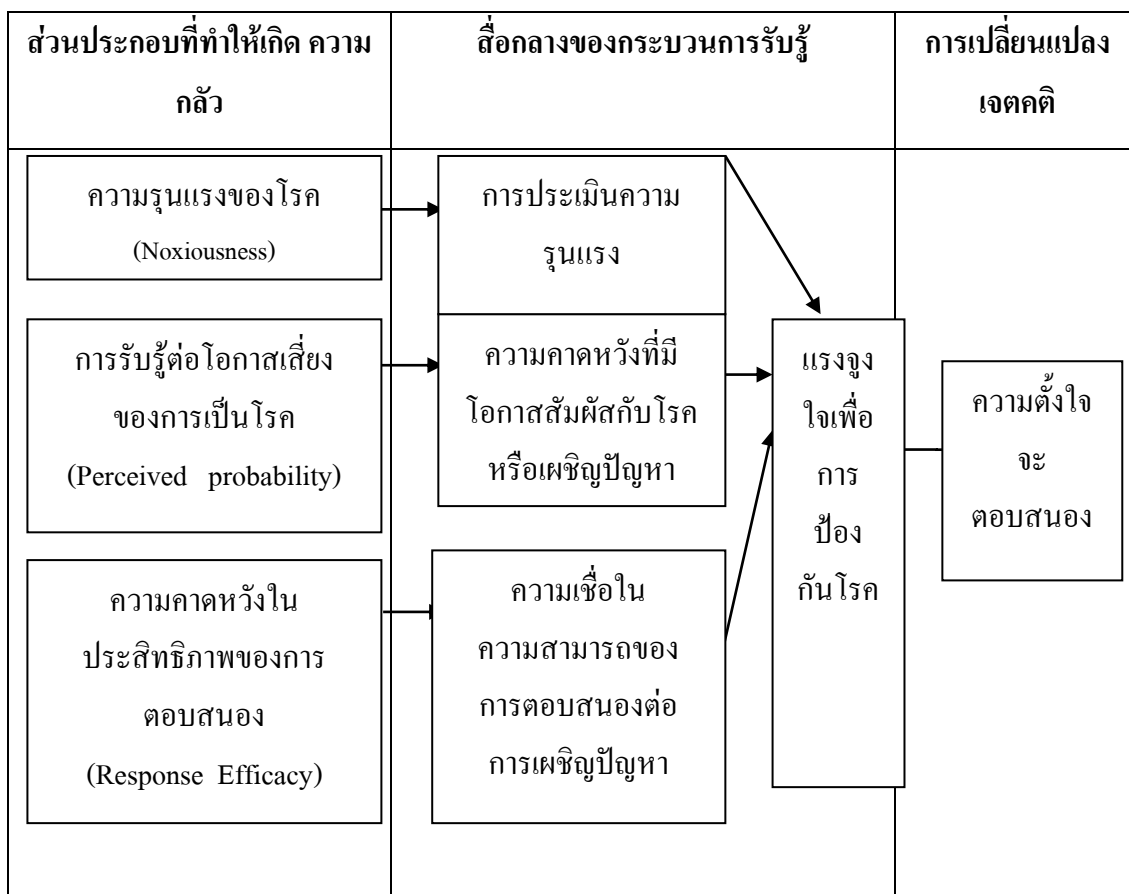 ส่วนประกอบที่ทำให้เกิด ความ
กลัว
สื่อกลางของกระบวนการรับรู้
การเปลี่ยนแปลง
เจตคติ
ความรุนแรงของโรค
(Noxiousness)
การประเมินความ
รุนแรง
การรับรู้ต่อโอกาสเสี่ยง
ของการเป็นโรค
(Perceived probability)
ความคาดหวังที่มี
โอกาสสัมผัสกับโรค
หรือเผชิญปัญหา
แรงจูง
ใจเพื่อ
การ
ป้อง
กันโรค
ความตั้งใจ
จะ
ตอบสนอง
ความคาดหวังใน
ประสิทธิภาพของการ
ตอบสนอง
(Response Efficacy)
ความเชื่อใน
ความสามารถของ
การตอบสนองต่อ
การเผชิญปัญหา